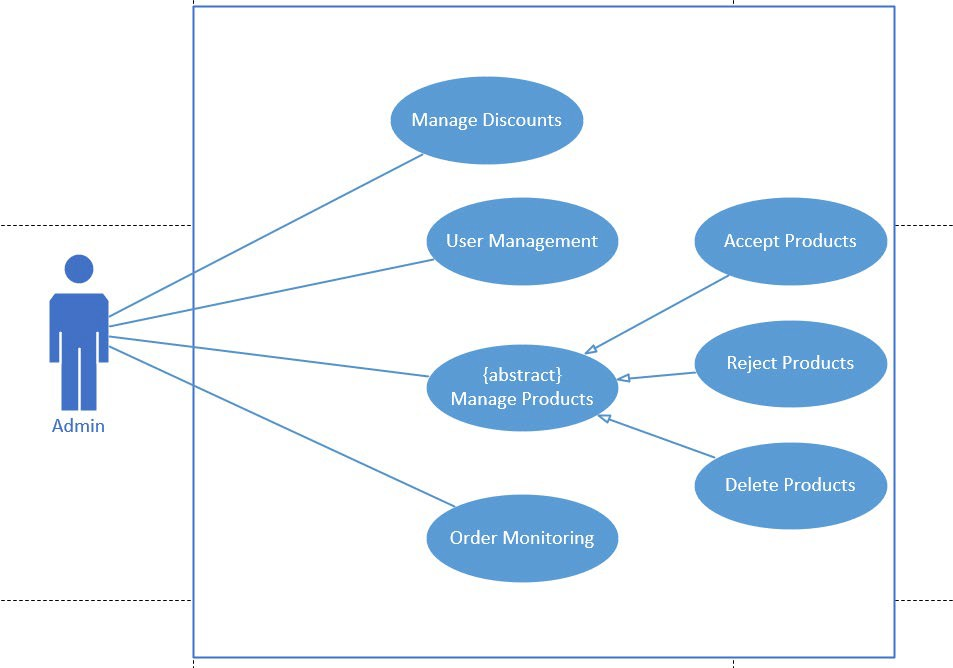 Manage Discounts
User Management
Accept Products
{abstract}
Manage Products
Reject Products
Admin
Delete Products
Order Monitoring